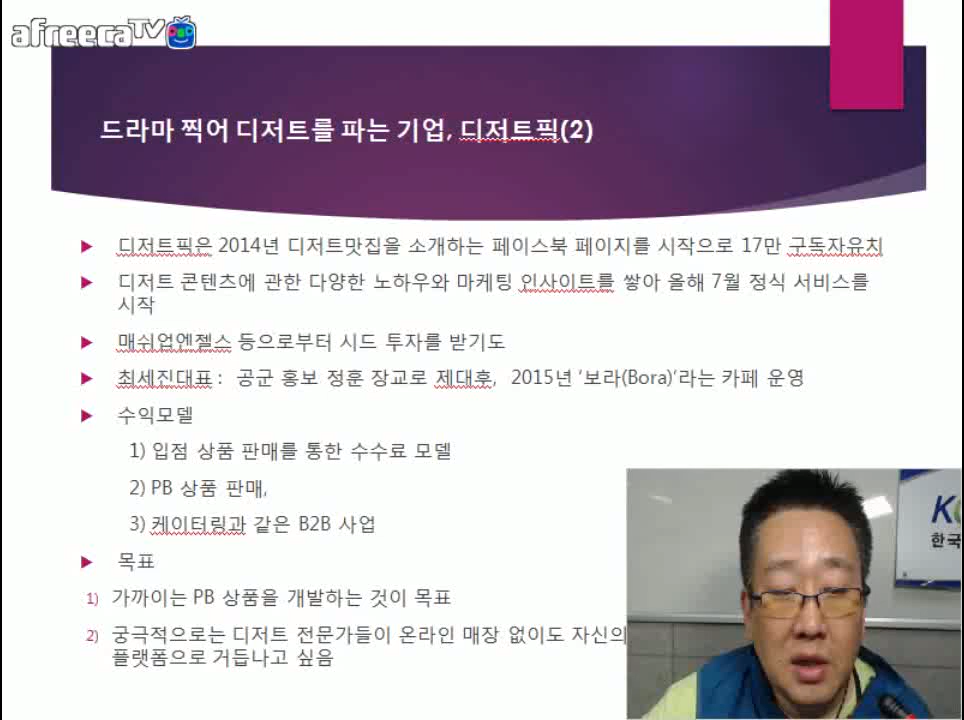 afreecaTV
드라마 찍어 디저트를 파는 기업, 디저트픽(2)
디저트픽은 2014년 디저트맛집을 소개하는 페이스북 페이지를 시작으로 17만 구독자유치
디저트 콘텐츠에 관한 다양한 노하우와 마케팅 인사이트를 쌓아 올해 7월 정식 서비스를
시작
매쉬업엔젤스 등으로부터 시드 투자를 받기도
최세진대표 : 공군 홍보 정훈 장교로 제대후, 2015년 '보라(Bora)'라는 카페 운영
수익모델
1) 입점 상품 판매를 통한 수수료 모델
2) PB 상품 판매,
3) 케이터링과 같은 B2B 사업
목표
1) 가까이는 PB 상품을 개발하는 것이 목표
2) 궁극적으로는 디저트 전문가들이 온라인 매장 없이도 자신의
플랫폼으로 거듭나고 싶음
한국